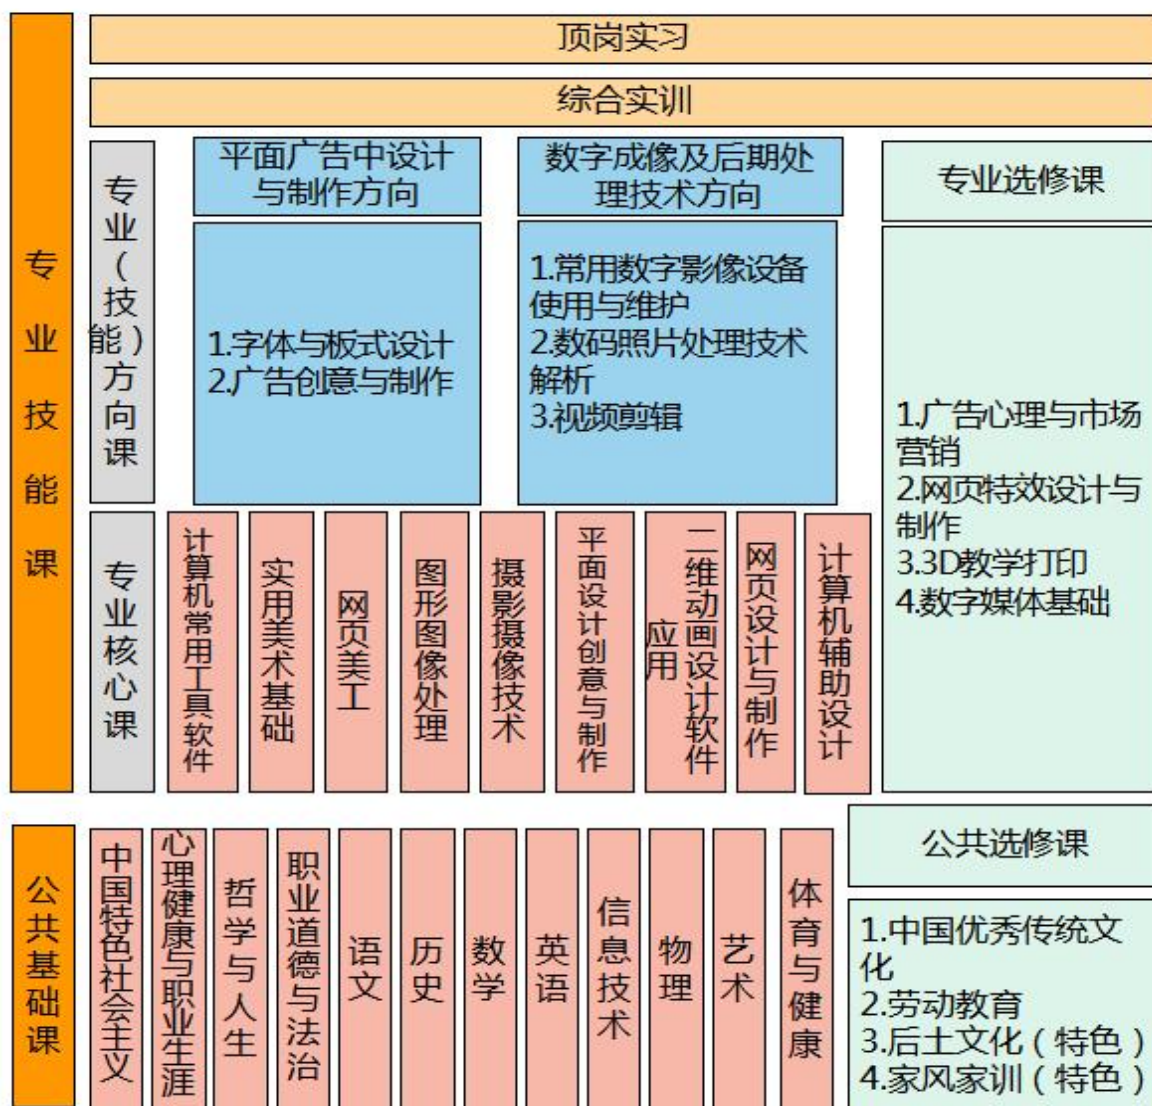 专业技能课
顶岗实习
综合实训
专业(技能)方向课
平面广告中设计
与制作方向
数字成像及后期处
理技术方向
专业选修课
1.字体与板式设计
2.广告创意与制作
1.常用数字影像设备
使用与维护
2.数码照片处理技术
解析
3.视频剪辑
1.广告心理与市场
营销
2.网页特效设计与
制作
3.3D教学打印
4.数字媒体基础
专业核心课
计算机常用工具软件
实用美术基础
网页美工
图形图像处理
摄影摄像技术
平面设计创意与制作
二维动画设计软件
应用
网页设计与制作
计算机辅助设计
公共基础课
中国特色社会主义
心理健康与职业生涯
哲学与人生
职业道德与法治
语文
历史
数学
英语
信息技术
物理
艺术
体育与健康
公共选修课
1.中国优秀传统文
化
2.劳动教育
3.后土文化(特色)
4.家风家训(特色)